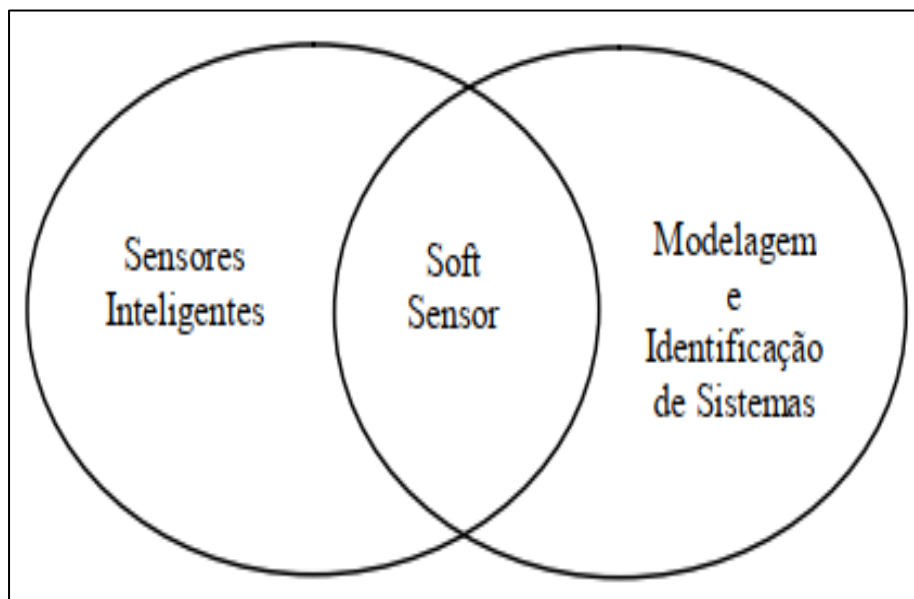 Sensores
Inteligentes
Soft
Sensor
Modelagem
e
Identificação
de Sistemas